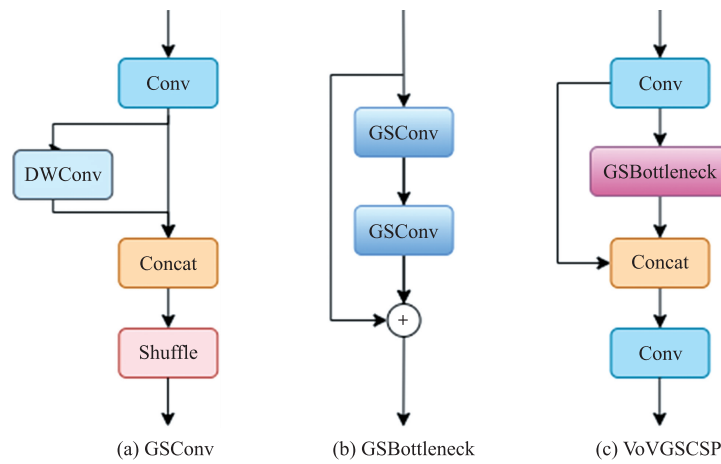 Conv
DWConv
Concat
Shuffle
(a) GSConv
GSConv
GSConv
+
(b) GSBottleneck
Conv
GSBottleneck
Concat
Conv
(c) VoVGSCSP